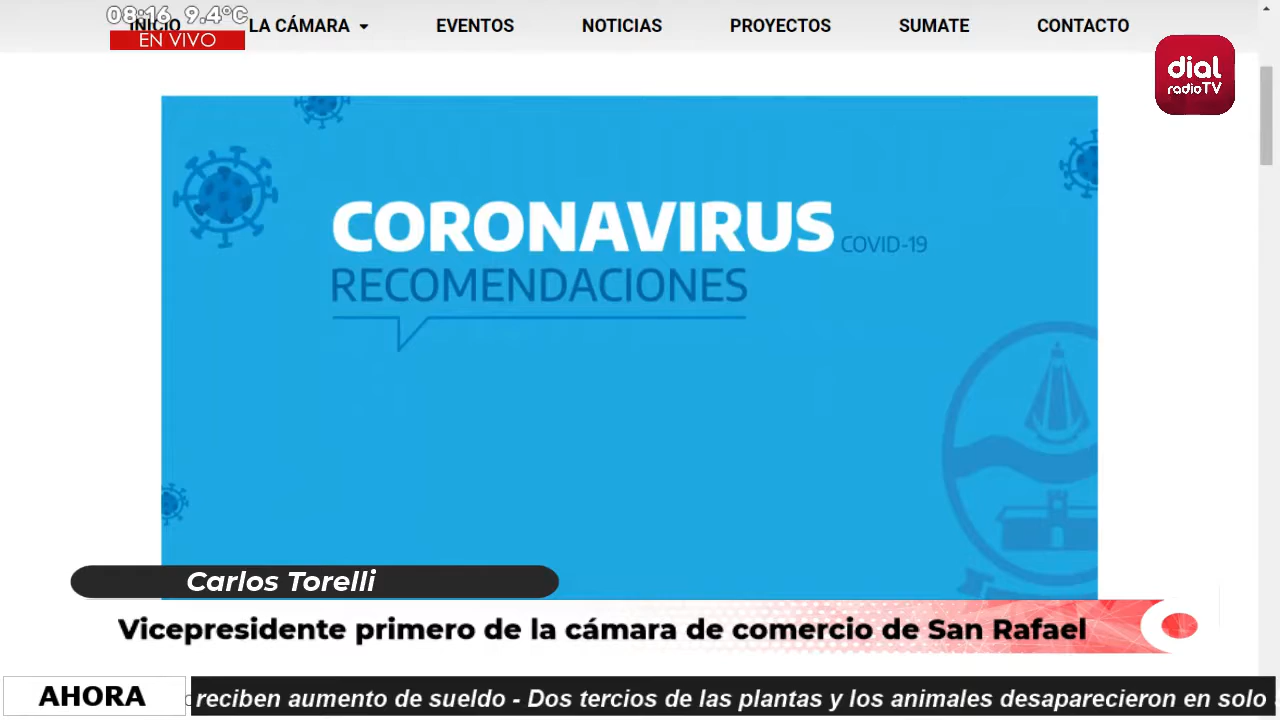 08:16 9.4°C
EN VIVO
INICIO LA CÁMARA EVENTOS NOTICIAS PROYECTOS SUMATE CONTACTO
dial
radioTV
CORONAVIRUS COVID-19
RECOMENDACIONES
Carlos Torelli
Vicepresidente primero de la cámara de comercio de San Rafael
AHORA reciben aumento de sueldo - Dos tercios de las plantas y los animales desaparecieron en solo